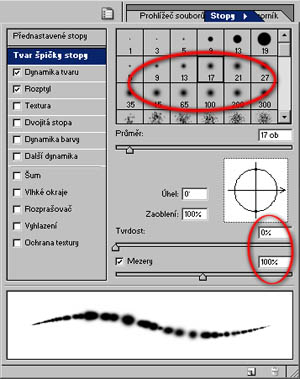 Prohlížeč souborů Stopy
Přednastavené stopy
Tvar špičky stopy
Dynamika tvaru
Rozptyl
Textura
Dvojitá stopa
Dynamika barvy
Další dynamika
Šum
Vlhké okraje
Rozprašovač
Vyhlazení
Ochrana textury
1 3 5 9 13 19
9 13 17 21 27
35 45 65 100 200 300
Průměr: 17 ob
Úhel: 0°
Zaoblení: 100%
Tvrdost: 0%
Mezery 100%